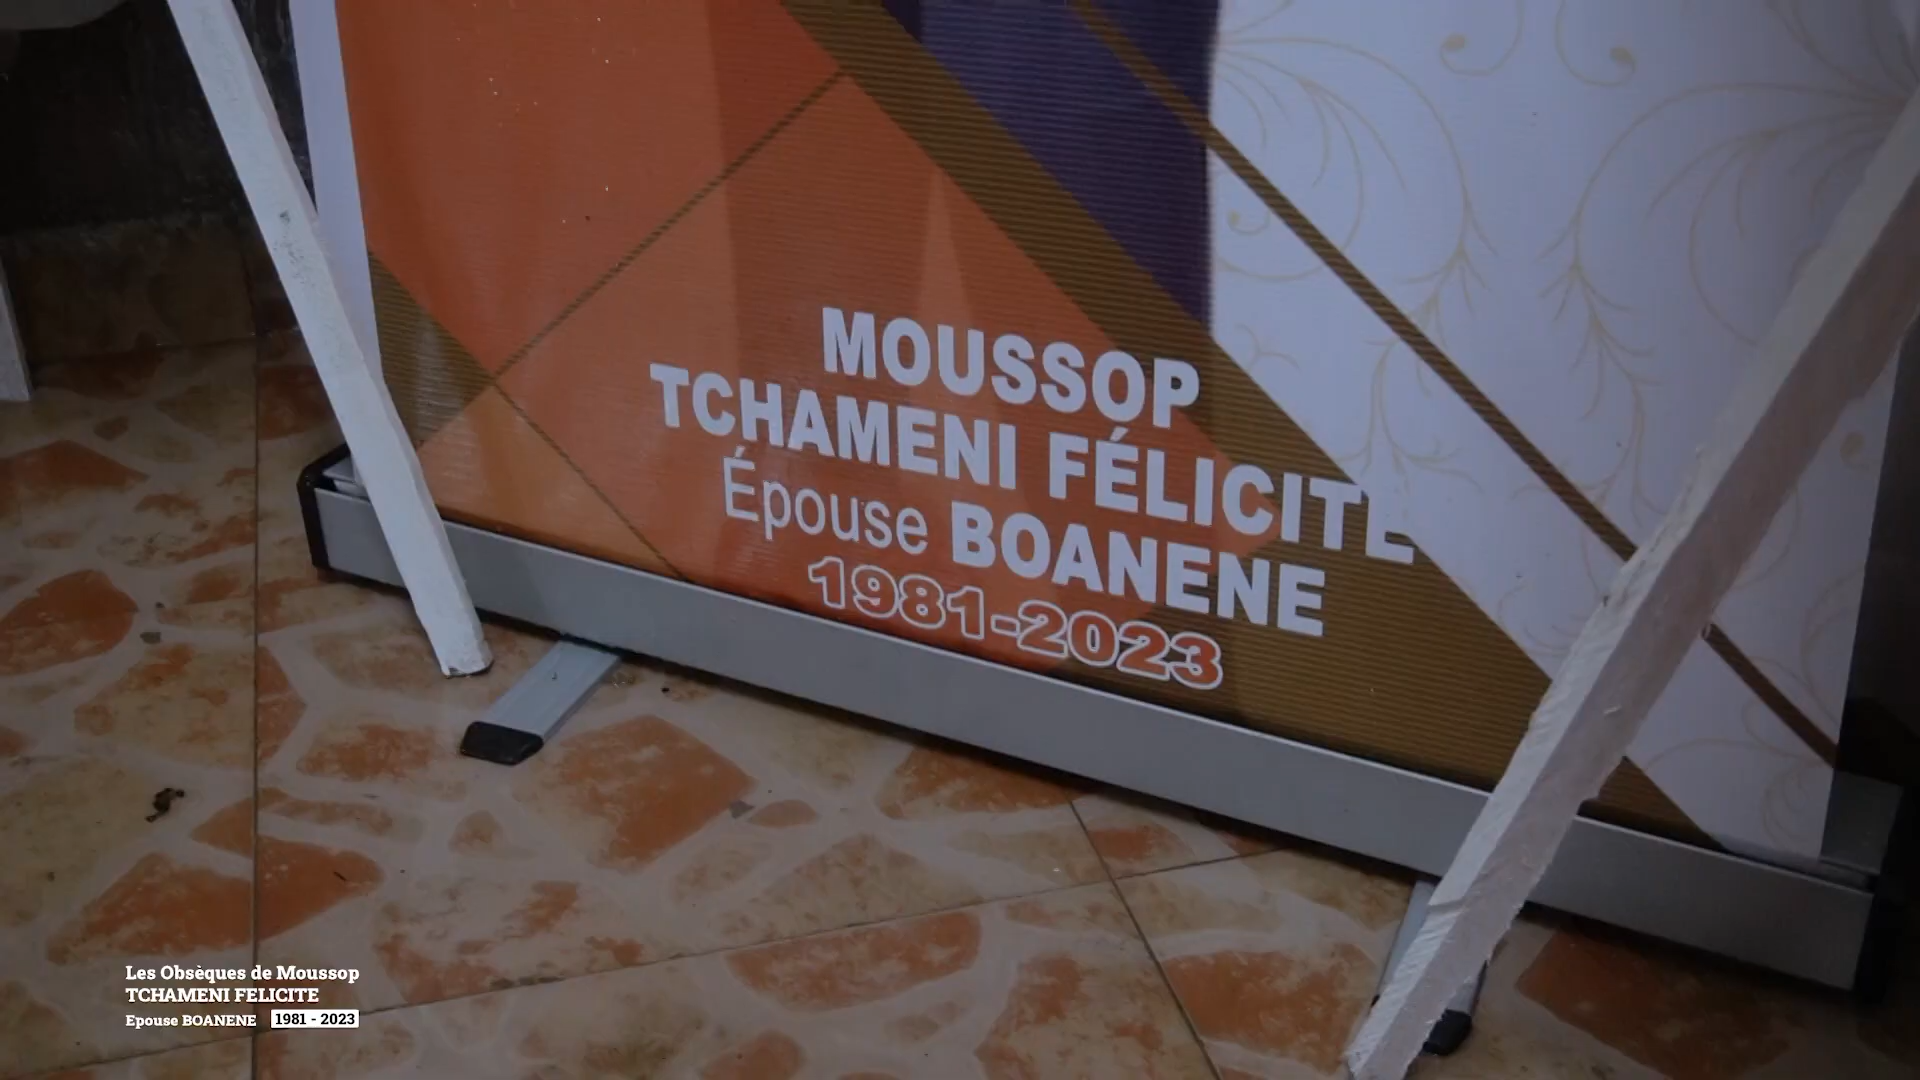 MOUSSOP
TCHAMENI FÉLICITE
Épouse BOANENE
1981-2023
Les Obsèques de Moussop
TCHAMENI FELICITE
Epouse BOANENE 1981 - 2023